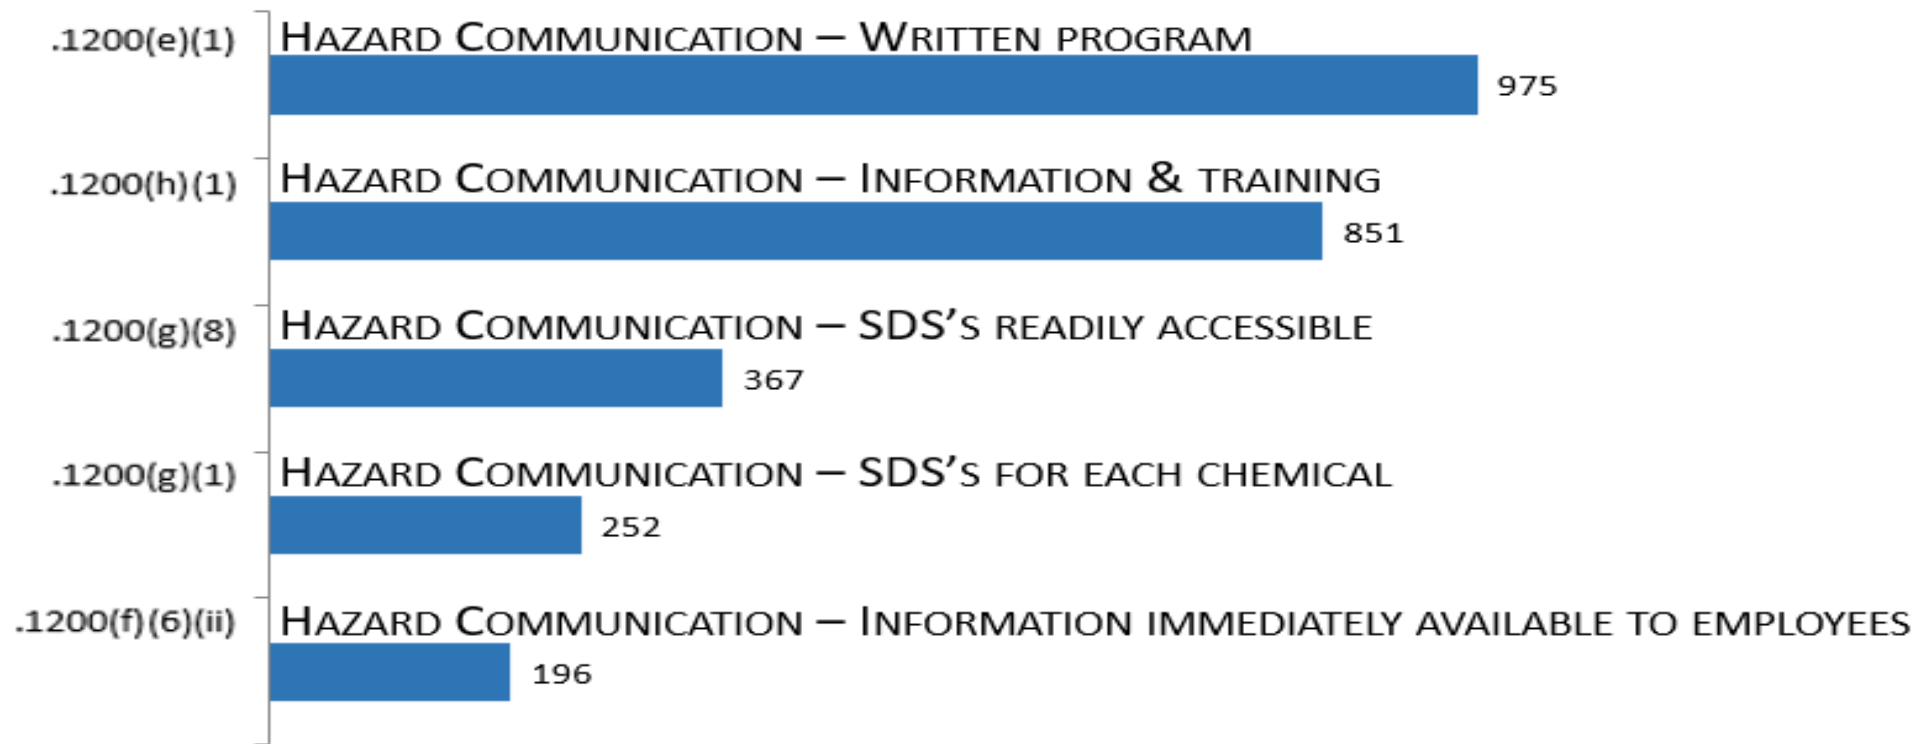 .1200(e)(1) HAZARD COMMUNICATION – WRITTEN PROGRAM
975
.1200(h)(1) HAZARD COMMUNICATION – INFORMATION & TRAINING
851
.1200(g)(8) HAZARD COMMUNICATION – SDS’S READILY ACCESSIBLE
367
.1200(g)(1) HAZARD COMMUNICATION – SDS’S FOR EACH CHEMICAL
252
.1200(f)(6)(ii) HAZARD COMMUNICATION – INFORMATION IMMEDIATELY AVAILABLE TO EMPLOYEES
196